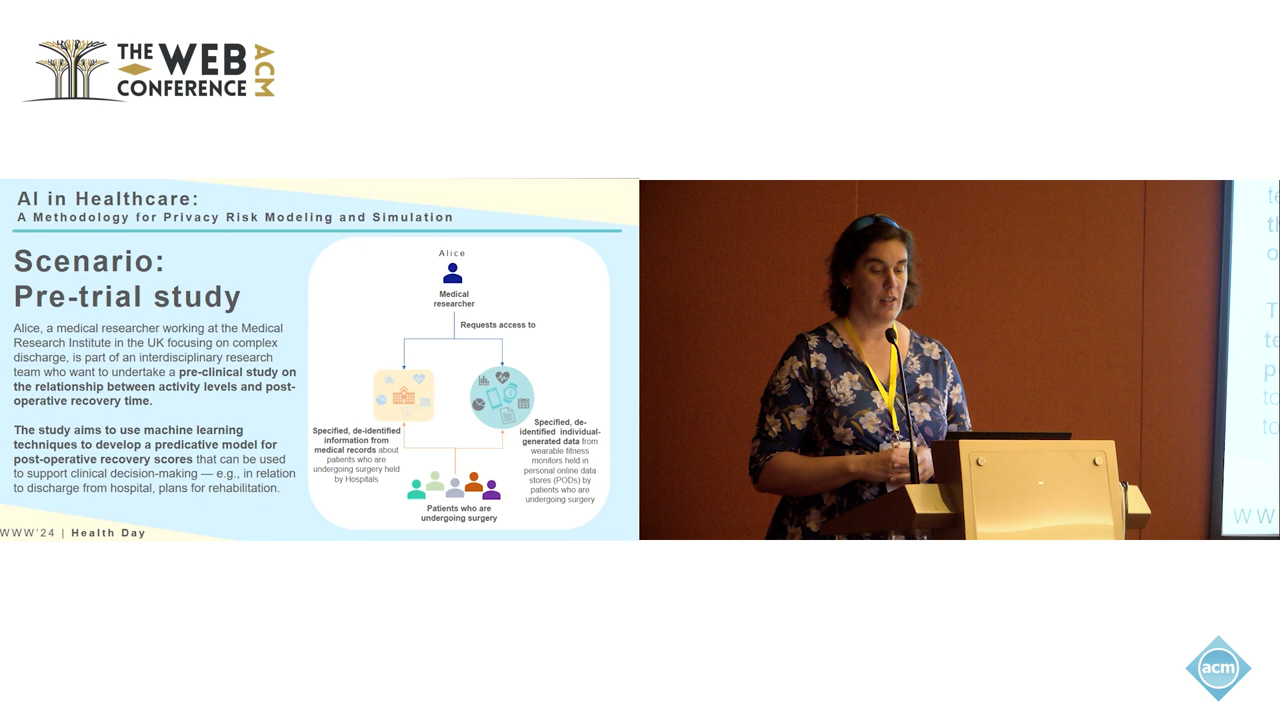 THE WEB
CONFERENCE
ACM
AI in Healthcare:
A Methodology for Privacy Risk Modeling and Simulation
Scenario:
Pre-trial study
Alice, a medical researcher working at the Medical
Research Institute in the UK focusing on complex
discharge, is part of an interdisciplinary research
team who want to undertake a pre-clinical study on
the relationship between activity levels and post-
operative recovery time.
The study aims to use machine learning
techniques to develop a predicative model for
post-operative recovery scores that can be used
to support clinical decision-making — e.g., in relation
to discharge from hospital, plans for rehabilitation.
WWW'24 | Health Day
Alice
Medical
researcher
Requests access to
Specified, de-identified
information from
medical records about
patients who are
undergoing surgery held
by Hospitals
Specified, de-
identified individual-
generated data from
wearable fitness
monitors held in
personal online data
stores (PODs) by
patients who are
undergoing surgery
Patients who are
undergoing surgery
te
th
o
T
te
p
to
to
WW
acm